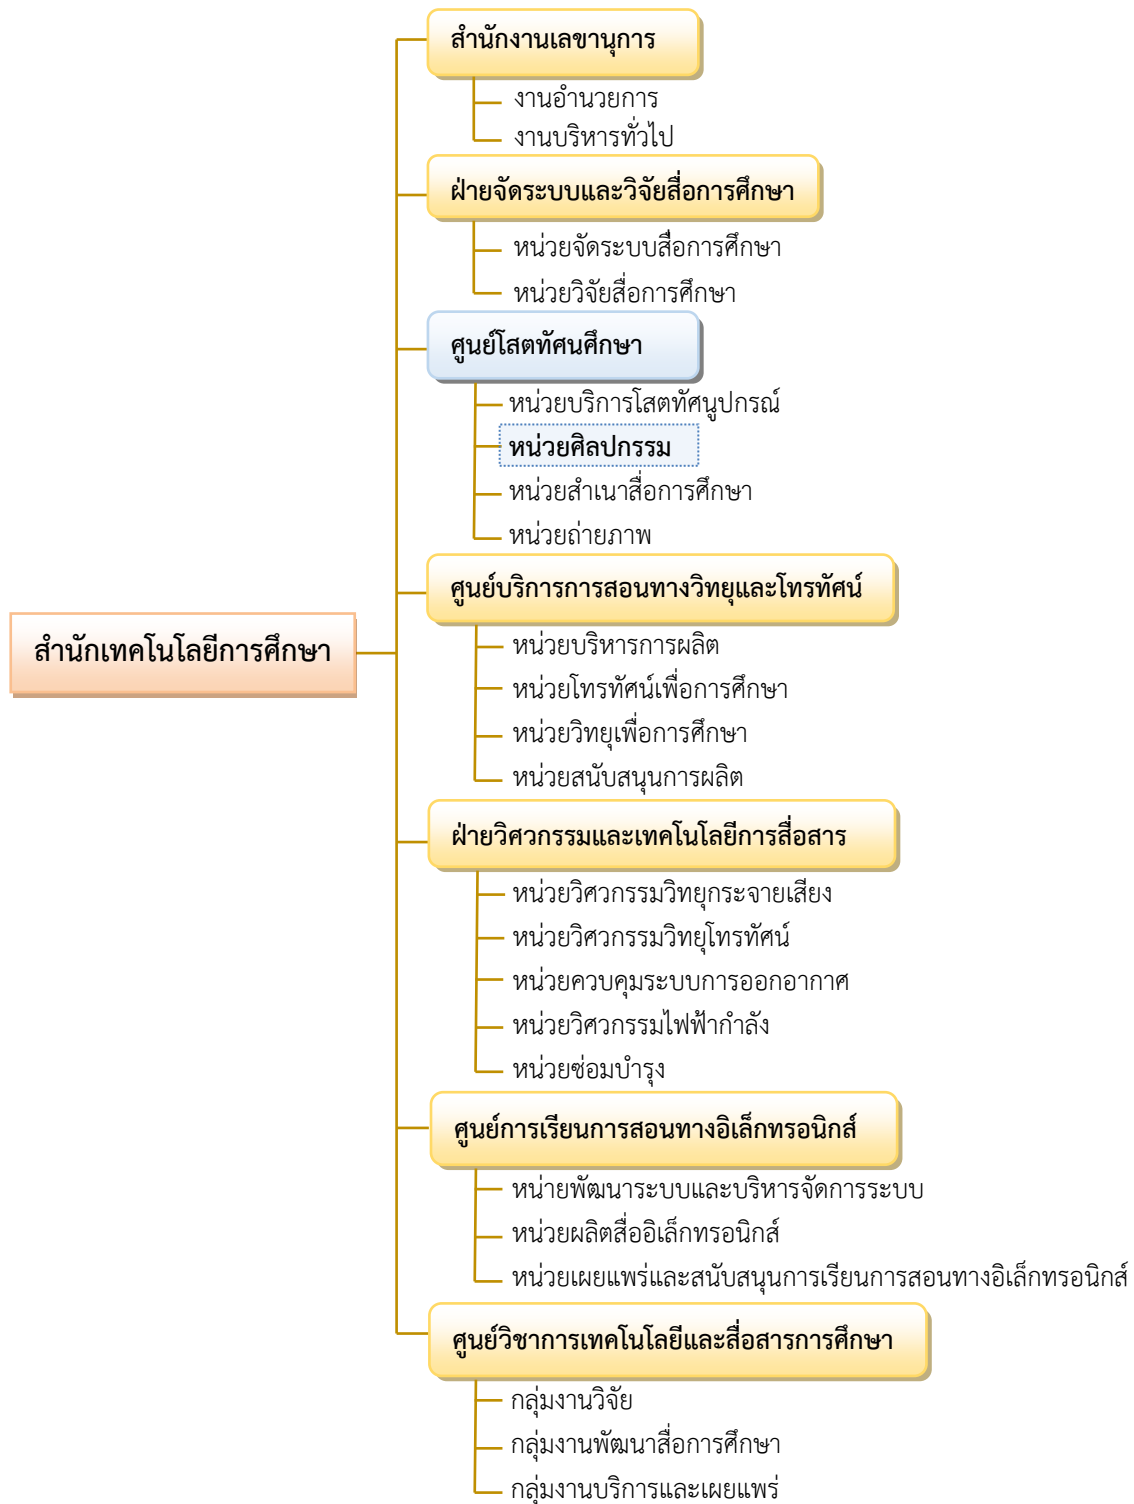 สำนักงานเลขานุการ
งานอำนวยการ
งานบริหารทั่วไป
ฝ่ายจัดระบบและวิจัยสื่อการศึกษา
หน่วยจัดระบบสื่อการศึกษา
หน่วยวิจัยสื่อการศึกษา
ศูนย์โสตทัศนศึกษา
หน่วยบริการโสตทัศนูปกรณ์
หน่วยศิลปกรรม
หน่วยสำเนาสื่อการศึกษา
หน่วยถ่ายภาพ
ศูนย์บริการการสอนทางวิทยุและโทรทัศน์
สำนักเทคโนโลยีการศึกษา
หน่วยบริหารการผลิต
หน่วยโทรทัศน์เพื่อการศึกษา
หน่วยวิทยุเพื่อการศึกษา
หน่วยสนับสนุนการผลิต
ฝ่ายวิศวกรรมและเทคโนโลยีการสื่อสาร
หน่วยวิศวกรรมวิทยุกระจายเสียง
หน่วยวิศวกรรมวิทยุโทรทัศน์
หน่วยควบคุมระบบการออกอากาศ
หน่วยวิศวกรรมไฟฟ้ากำลัง
หน่วยซ่อมบำรุง
ศูนย์การเรียนการสอนทางอิเล็กทรอนิกส์
หน่ายพัฒนาระบบและบริหารจัดการระบบ
หน่วยผลิตสื่ออิเล็กทรอนิกส์
หน่วยเผยแพร่และสนับสนุนการเรียนการสอนทางอิเล็กทรอนิกส์
ศูนย์วิชาการเทคโนโลยีและสื่อสารการศึกษา
กลุ่มงานวิจัย
กลุ่มงานพัฒนาสื่อการศึกษา
กลุ่มงานบริการและเผยแพร่